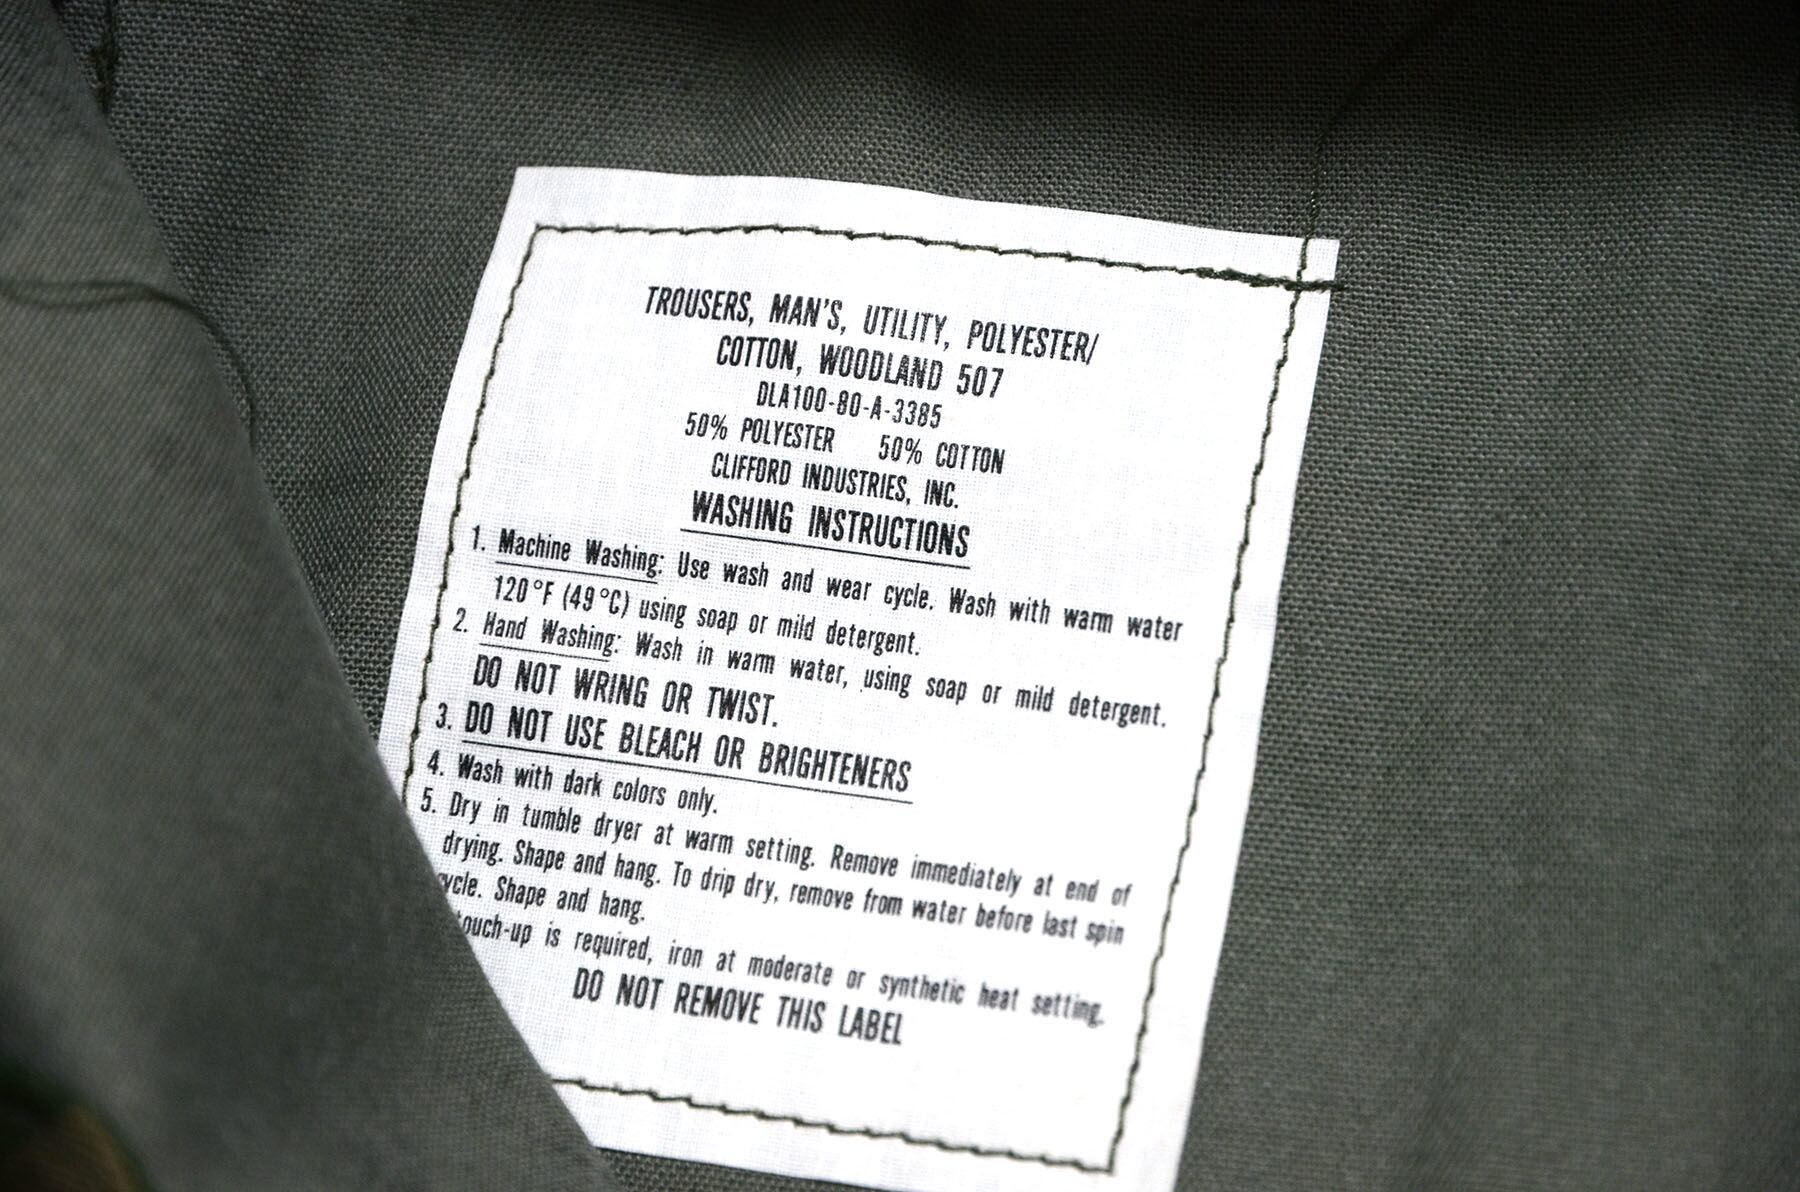 TROUSERS, MAN'S, UTILITY, POLYESTER/
COTTON, WOODLAND 507
DLA100-80-A-3385
50% POLYESTER 50% COTTON
CLIFFORD INDUSTRIES, INC.
WASHING INSTRUCTIONS
1. Machine Washing: Use wash and wear cycle. Wash with warm water
120°F (49°C) using soap or mild detergent.
2. Hand Washing: Wash in warm water, using soap or mild detergent.
DO NOT WRING OR TWIST.
3. DO NOT USE BLEACH OR BRIGHTENERS
4. Wash with dark colors only.
5. Dry in tumble dryer at warm setting. Remove immediately at end of
drying. Shape and hang. To drip dry, remove from water before last spin
ycle. Shape and hang.
ouch-up is required, iron at moderate or synthetic heat setting.
DO NOT REMOVE THIS LABEL